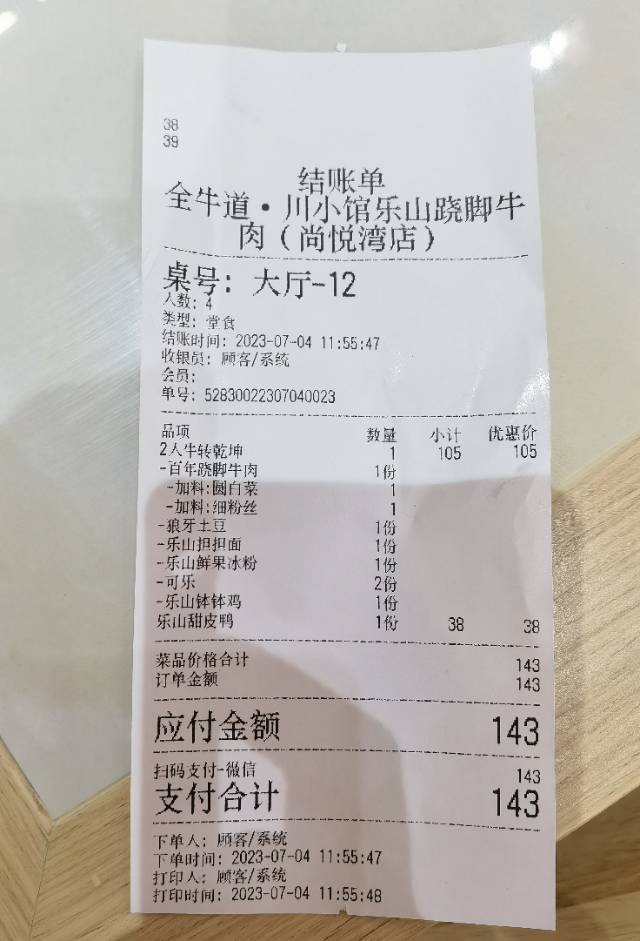 38
39
结账单
全牛道·川小馆乐山跷脚牛
肉(尚悦湾店)
桌号: 大厅-12
人数: 4
类型: 堂食
结账时间: 2023-07-04 11:55:47
收银员: 顾客/系统
会员:
单号: 52830022307040023
品项 数量 小计 优惠价
2人牛转乾坤 1 105 105
-百年跷脚牛肉 1份
-加料:圆白菜 1
-加料:细粉丝 1
-狼牙土豆 1份
-乐山担担面 1份
-乐山鲜果冰粉 1份
-可乐 2份
-乐山钵钵鸡 1份
乐山甜皮鸭 1份 38 38
菜品价格合计 143
订单金额 143
应付金额 143
扫码支付-微信 143
支付合计 143
下单人: 顾客/系统
下单时间: 2023-07-04 11:55:47
打印人: 顾客/系统
打印时间: 2023-07-04 11:55:48